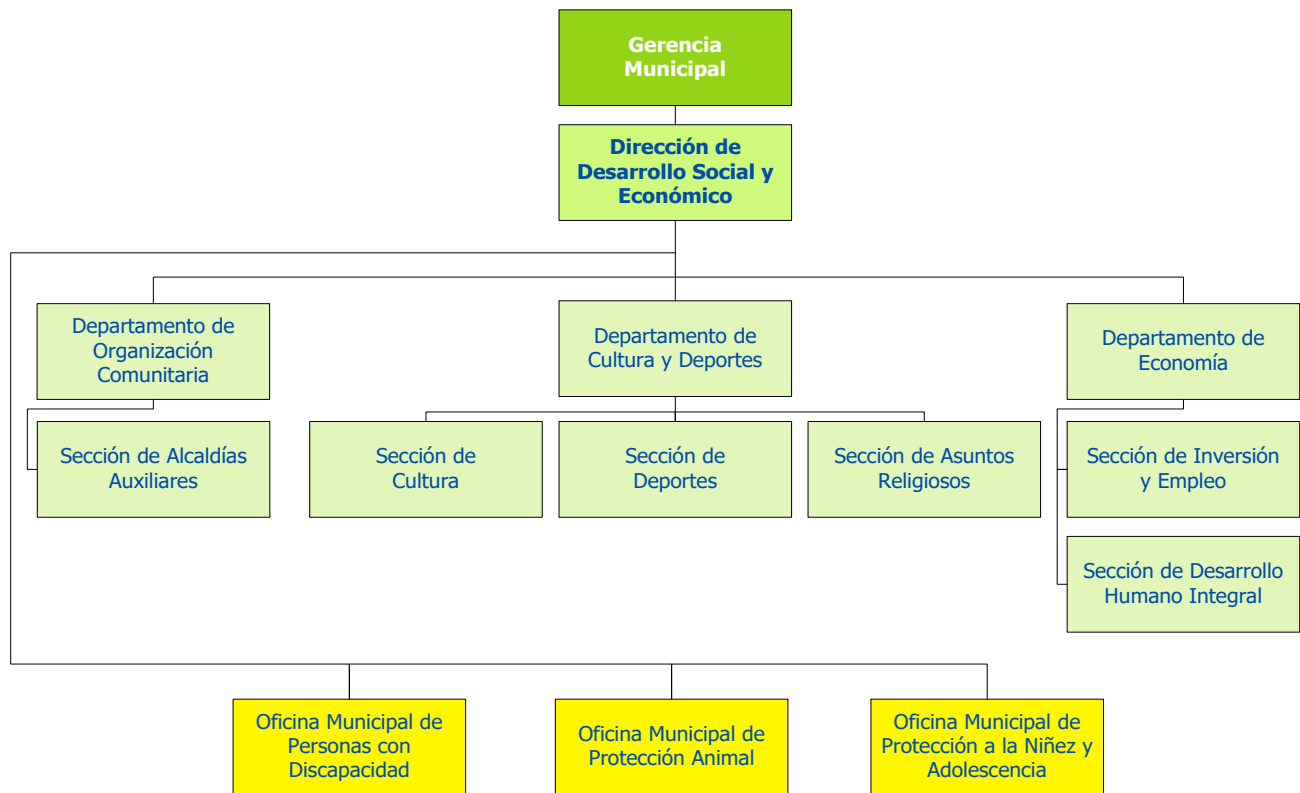 Gerencia
Municipal
Dirección de
Desarrollo Social y
Económico
Departamento de
Organización
Comunitaria
Departamento de
Cultura y Deportes
Departamento de
Economía
Sección de Alcaldías
Auxiliares
Sección de
Cultura
Sección de
Deportes
Sección de Asuntos
Religiosos
Sección de Inversión
y Empleo
Sección de Desarrollo
Humano Integral
Oficina Municipal de
Personas con
Discapacidad
Oficina Municipal de
Protección Animal
Oficina Municipal de
Protección a la Niñez y
Adolescencia